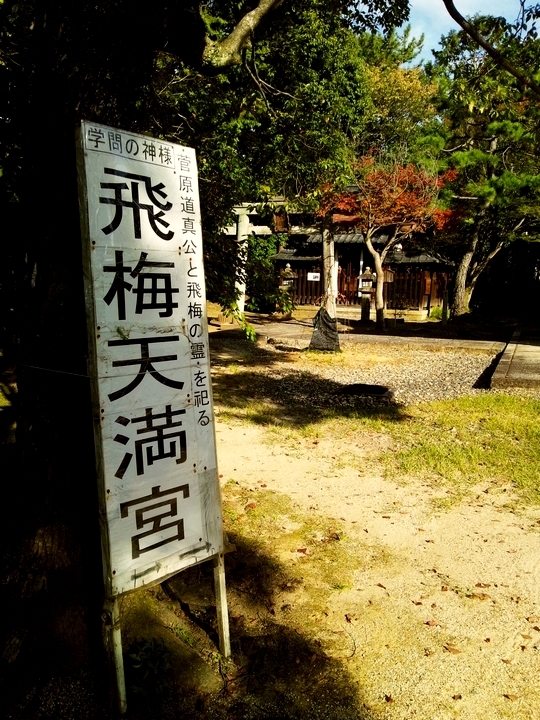 学問の神様
菅原道真公と飛梅の霊を祀る
飛梅天満宮